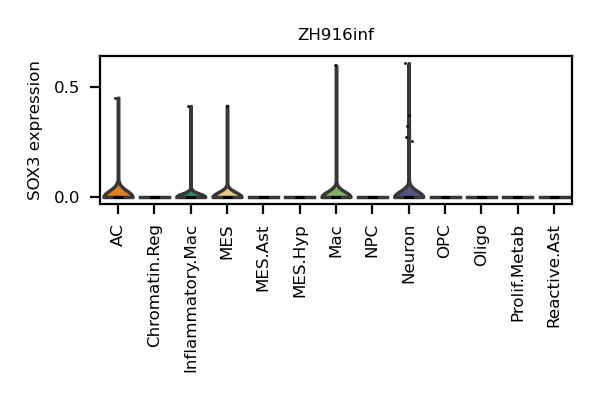 ZH916inf
SOX3 expression
0.5
0.0
AC
Chromatin.Reg
Inflammatory.Mac
MES
MES.Ast
MES.Hyp
Mac
NPC
Neuron
OPC
Oligo
Prolif.Metab
Reactive.Ast